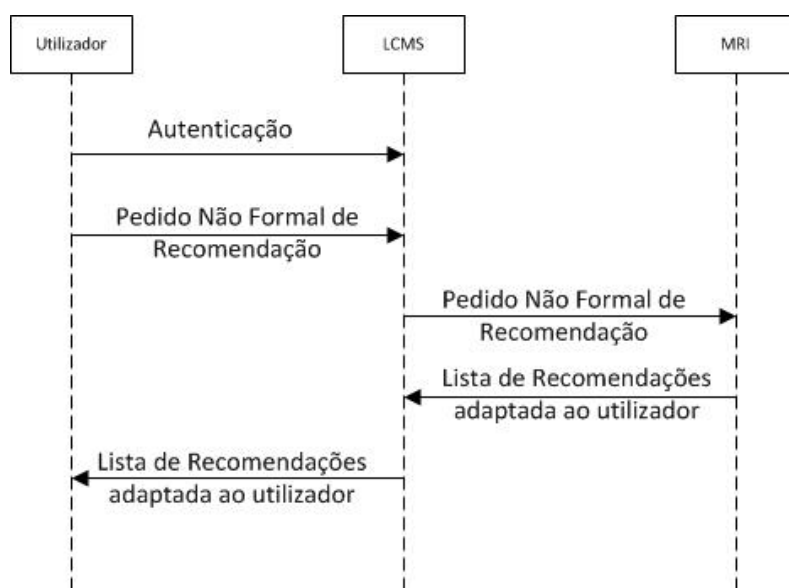 Utilizador
LCMS
MRI
Autenticação
Pedido Não Formal de
Recomendação
Pedido Não Formal de
Recomendação
Lista de Recomendações
adaptada ao utilizador
Lista de Recomendações
adaptada ao utilizador